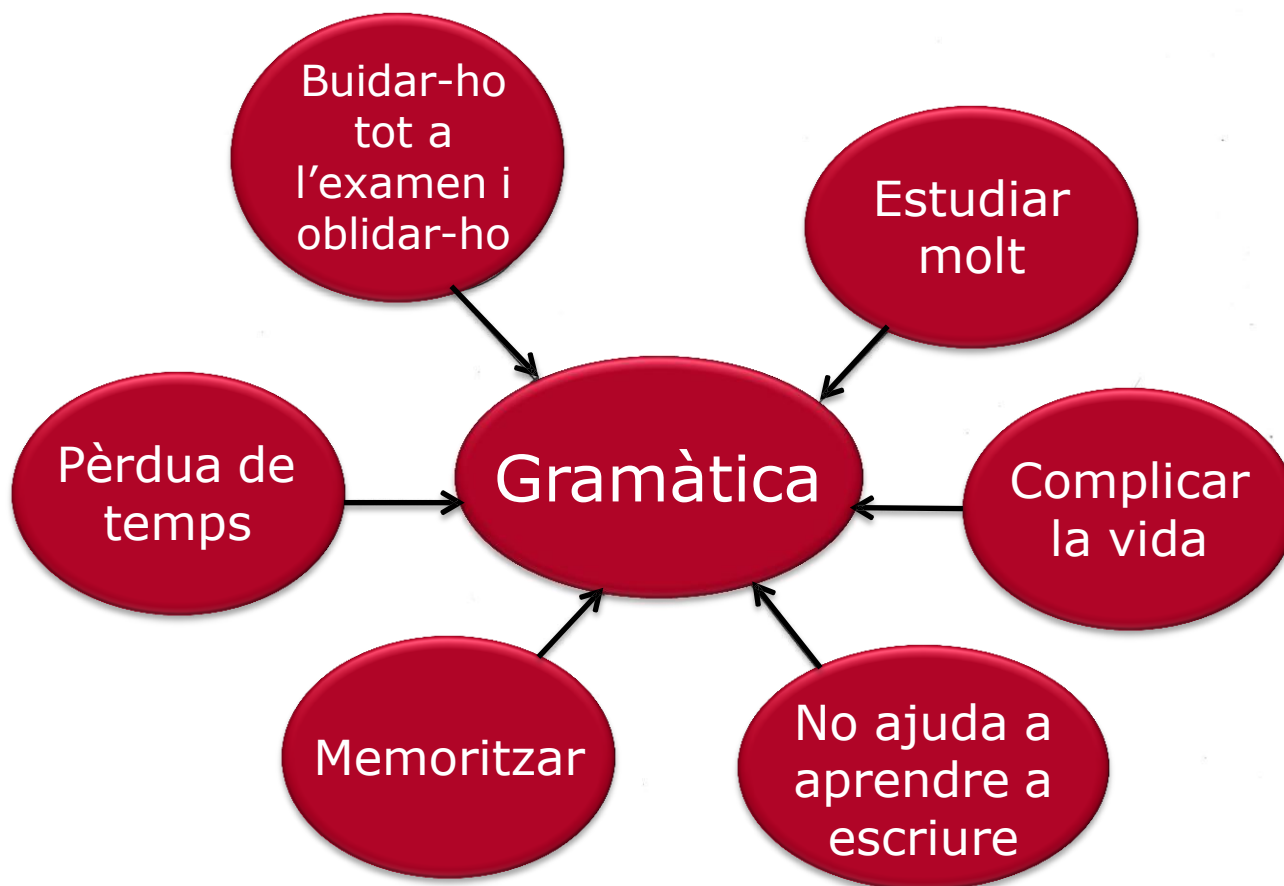 Buidar-ho
tot a
l’examen i
oblidar-ho
Estudiar
molt
Pèrdua de
temps
Gramàtica
Complicar
la vida
Memoritzar
No ajuda a
aprendre a
escriure